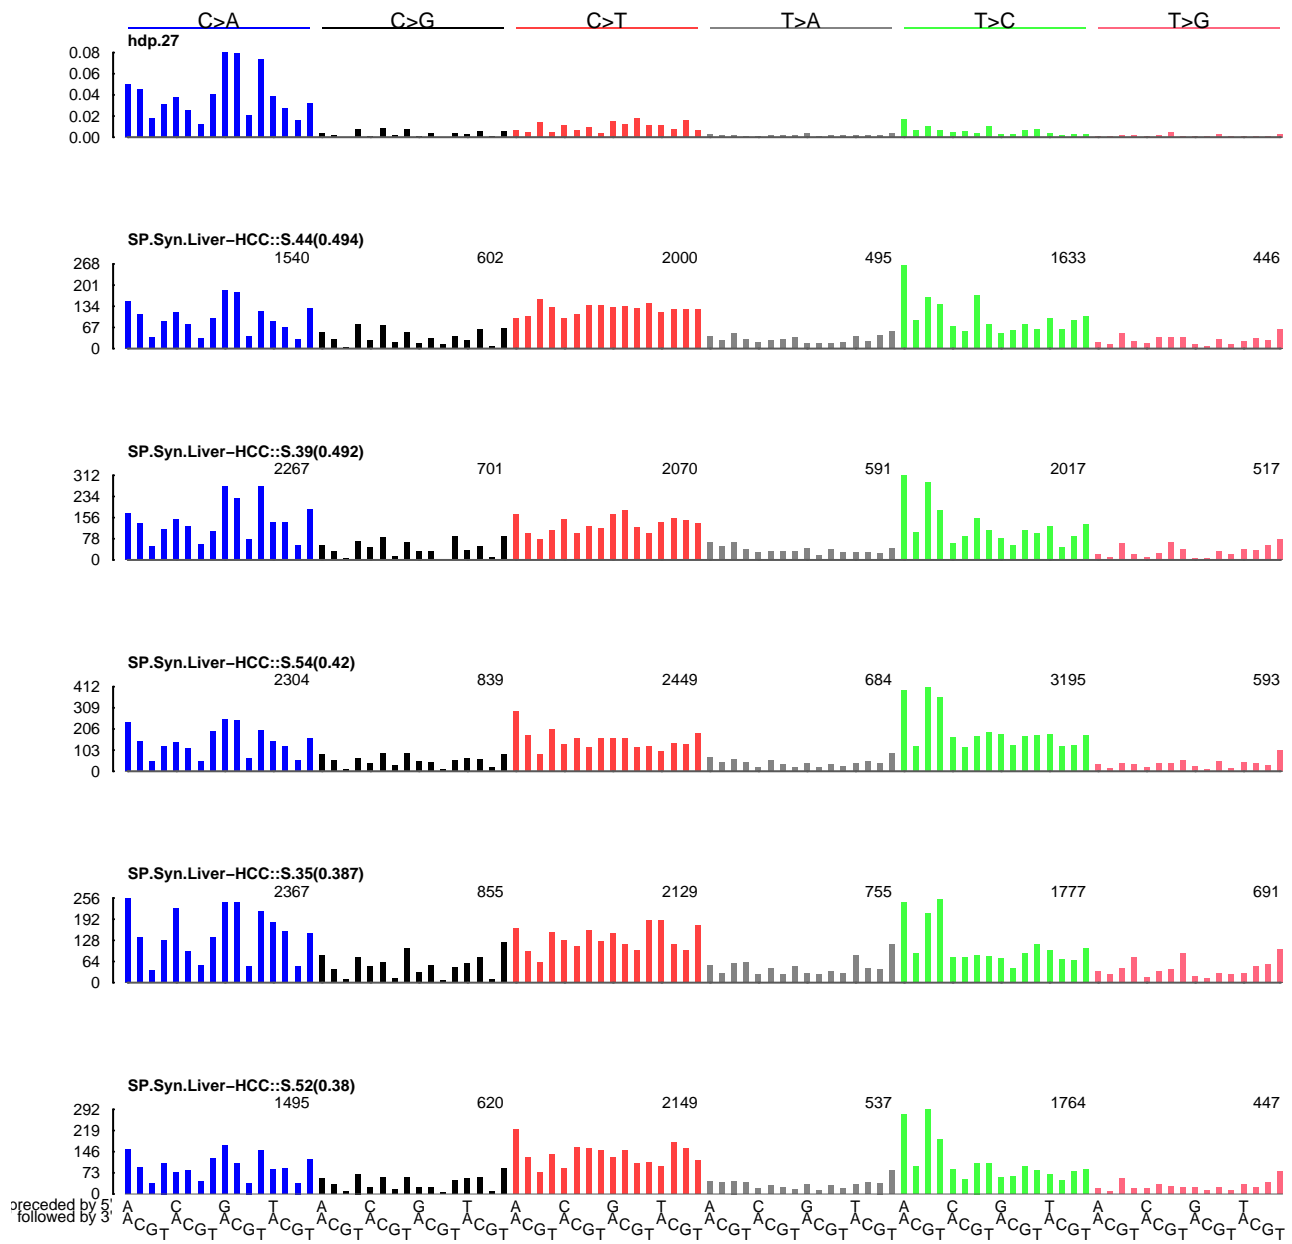 C>A C>G C>T T>A T>C T>G
hdp.27
0.08
0.06
0.04
0.02
0.00
SP.Syn.Liver−HCC::S.44(0.494)
1540 602 2000 495 1633 446
268
201
134
67
0
SP.Syn.Liver−HCC::S.39(0.492)
2267 701 2070 591 2017 517
312
234
156
78
0
SP.Syn.Liver−HCC::S.54(0.42)
2304 839 2449 684 3195 593
412
309
206
103
0
SP.Syn.Liver−HCC::S.35(0.387)
2367 855 2129 755 1777 691
256
192
128
64
0
SP.Syn.Liver−HCC::S.52(0.38)
1495 620 2149 537 1764 447
292
219
146
73
0
preceded by 5' A C G T A C G T A C G T A C G T A C G T A C G T
followed by 3' A C G T A C G T A C G T A C G T A C G T A C G T A C G T A C G T A C G T A C G T A C G T A C G T A C G T A C G T A C G T A C G T A C G T A C G T A C G T A C G T A C G T A C G T A C G T A C G T